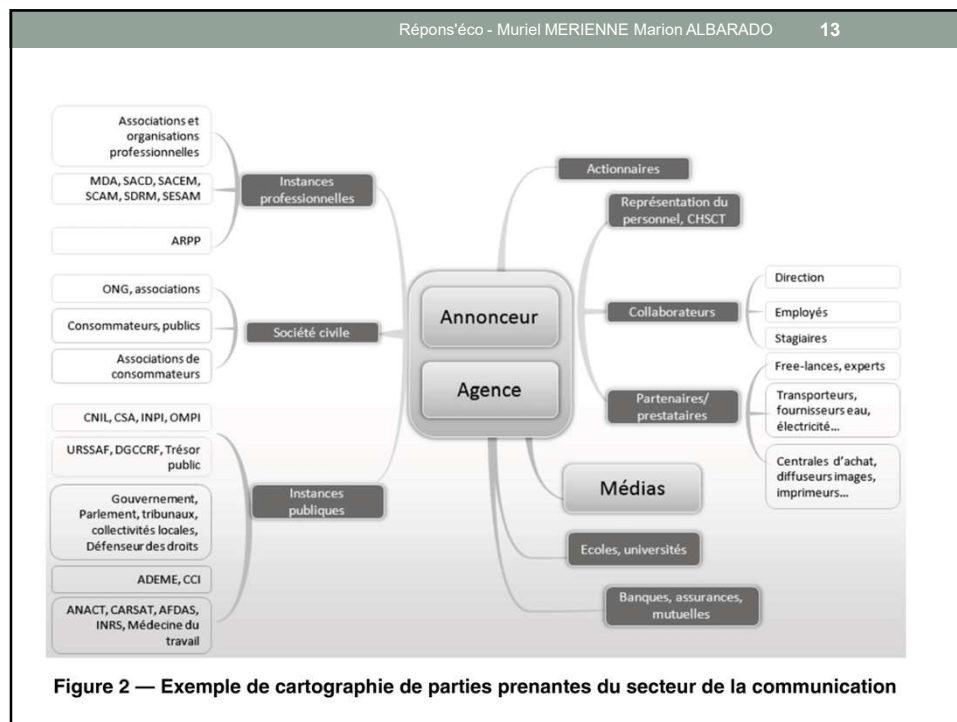 Répons'éco - Muriel MERIENNE Marion ALBARADO 13
Associations et
organisations
professionnelles
MDA, SACD, SACEM,
SCAM, SDRM, SESAM
ARPP
Instances
professionnelles
ONG, associations
Consommateurs, publics
Associations de
consommateurs
Société civile
CNIL, CSA, INPI, OMPI
URSSAF, DGCCRF, Trésor
public
Gouvernement,
Parlement, tribunaux,
collectivités locales,
Défenseur des droits
ADEME, CCI
ANACT, CARSAT, AFDAS,
INRS, Médecine du
travail
Instances
publiques
Annonceur
Agence
Actionnaires
Représentation du
personnel, CHSCT
Collaborateurs
Direction
Employés
Stagiaires
Partenaires/
prestataires
Free-lances, experts
Transporteurs,
fournisseurs eau,
électricité...
Centrales d'achat,
diffuseurs images,
imprimeurs...
Médias
Ecoles, universités
Banques, assurances,
mutuelles
Figure 2 — Exemple de cartographie de parties prenantes du secteur de la communication